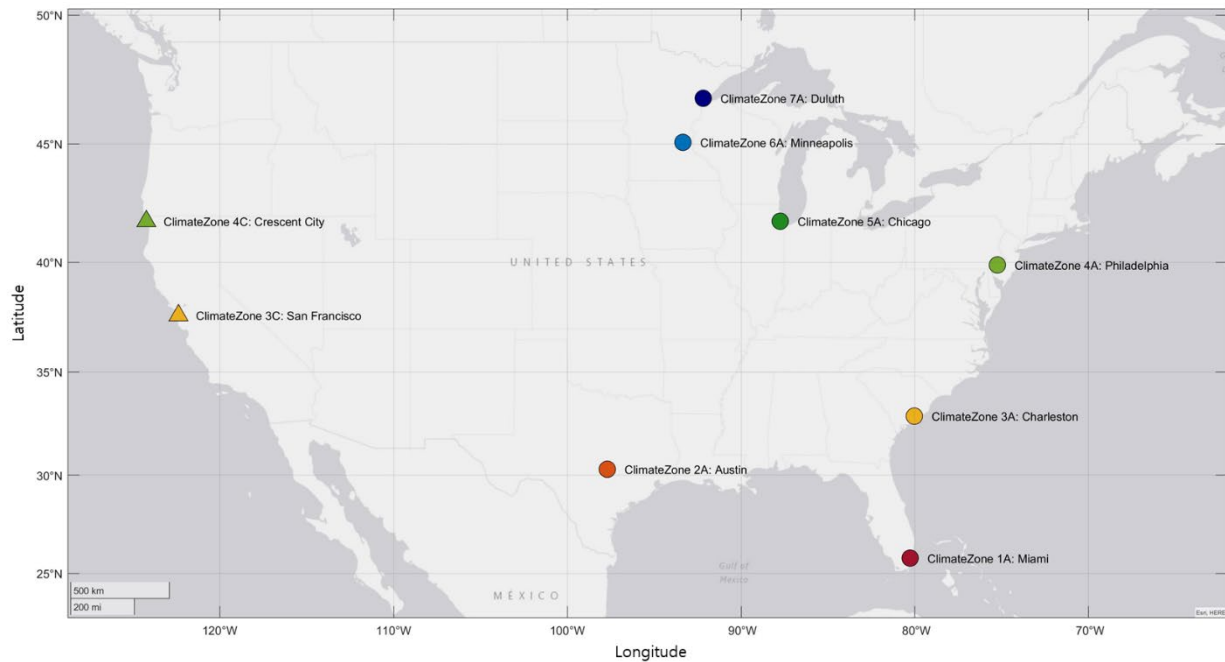 50°N
ClimateZone 7A: Duluth
45°N
ClimateZone 6A: Minneapolis
ClimateZone 4C: Crescent City
ClimateZone 5A: Chicago
UNITED STATES
40°N
ClimateZone 4A: Philadelphia
ClimateZone 3C: San Francisco
Latitude
35°N
ClimateZone 3A: Charleston
30°N
ClimateZone 2A: Austin
ClimateZone 1A: Miami
Gulf of
Mexico
25°N
500 km
200 mi
MÉXICO
Esri, HERE
120°W
110°W
100°W
90°W
80°W
70°W
Longitude